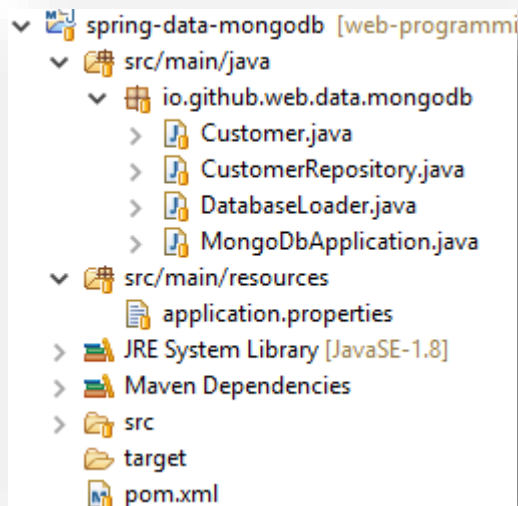 spring-data-mongodb [web-programmi
src/main/java
io.github.web.data.mongodb
Customer.java
CustomerRepository.java
DatabaseLoader.java
MongoDbApplication.java
src/main/resources
application.properties
JRE System Library [JavaSE-1.8]
Maven Dependencies
src
target
pom.xml